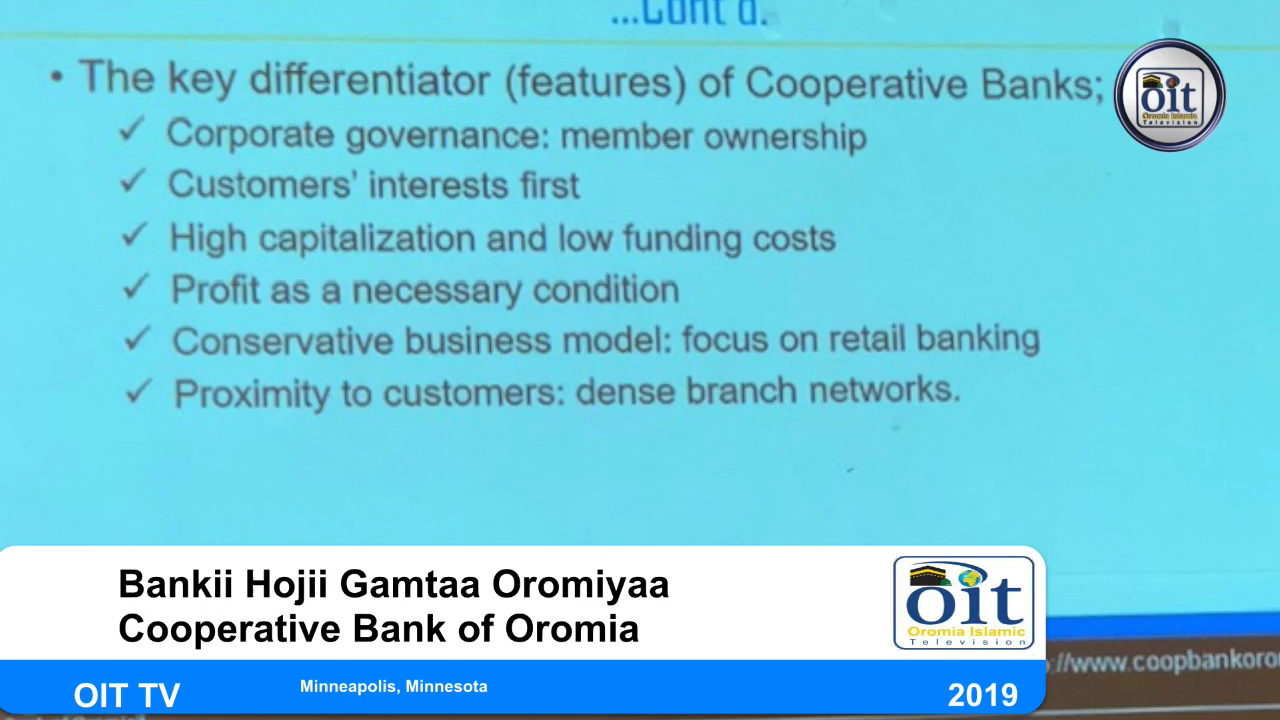 ...Cont'd.
• The key differentiator (features) of Cooperative Banks;
✓ Corporate governance: member ownership
✓ Customers' interests first
✓ High capitalization and low funding costs
✓ Profit as a necessary condition
✓ Conservative business model: focus on retail banking
✓ Proximity to customers: dense branch networks.
oit
Oromia Islamic
Television
Bankii Hojii Gamtaa Oromiyaa
Cooperative Bank of Oromia
oit
Oromia Islamic
Television
://www.coopbankoro
OIT TV
Minneapolis, Minnesota
2019